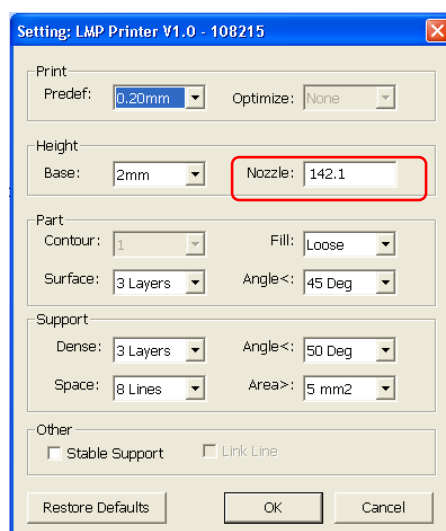 Setting: LMP Printer V1.0 - 108215
Print
Predef: 0.20mm Optimize: None
Height
Base: 2mm Nozzle: 142.1
Part
Contour: 1 Fill: Loose
Surface: 3 Layers Angle<: 45 Deg
Support
Dense: 3 Layers Angle<: 50 Deg
Space: 8 Lines Area>: 5 mm2
Other
Stable Support Link Line
Restore Defaults OK Cancel